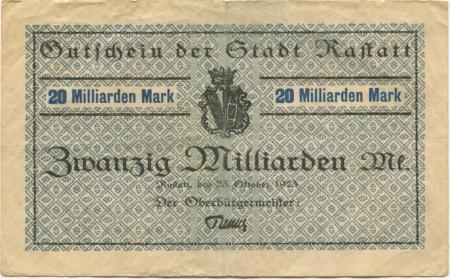 Gutschein der Stadt Rastatt
20 Milliarden Mark 20 Milliarden Mark
Zwanzig Milliarden Mk.
Rastatt, den 25. Oktober 1923
Der Oberbürgermeister: